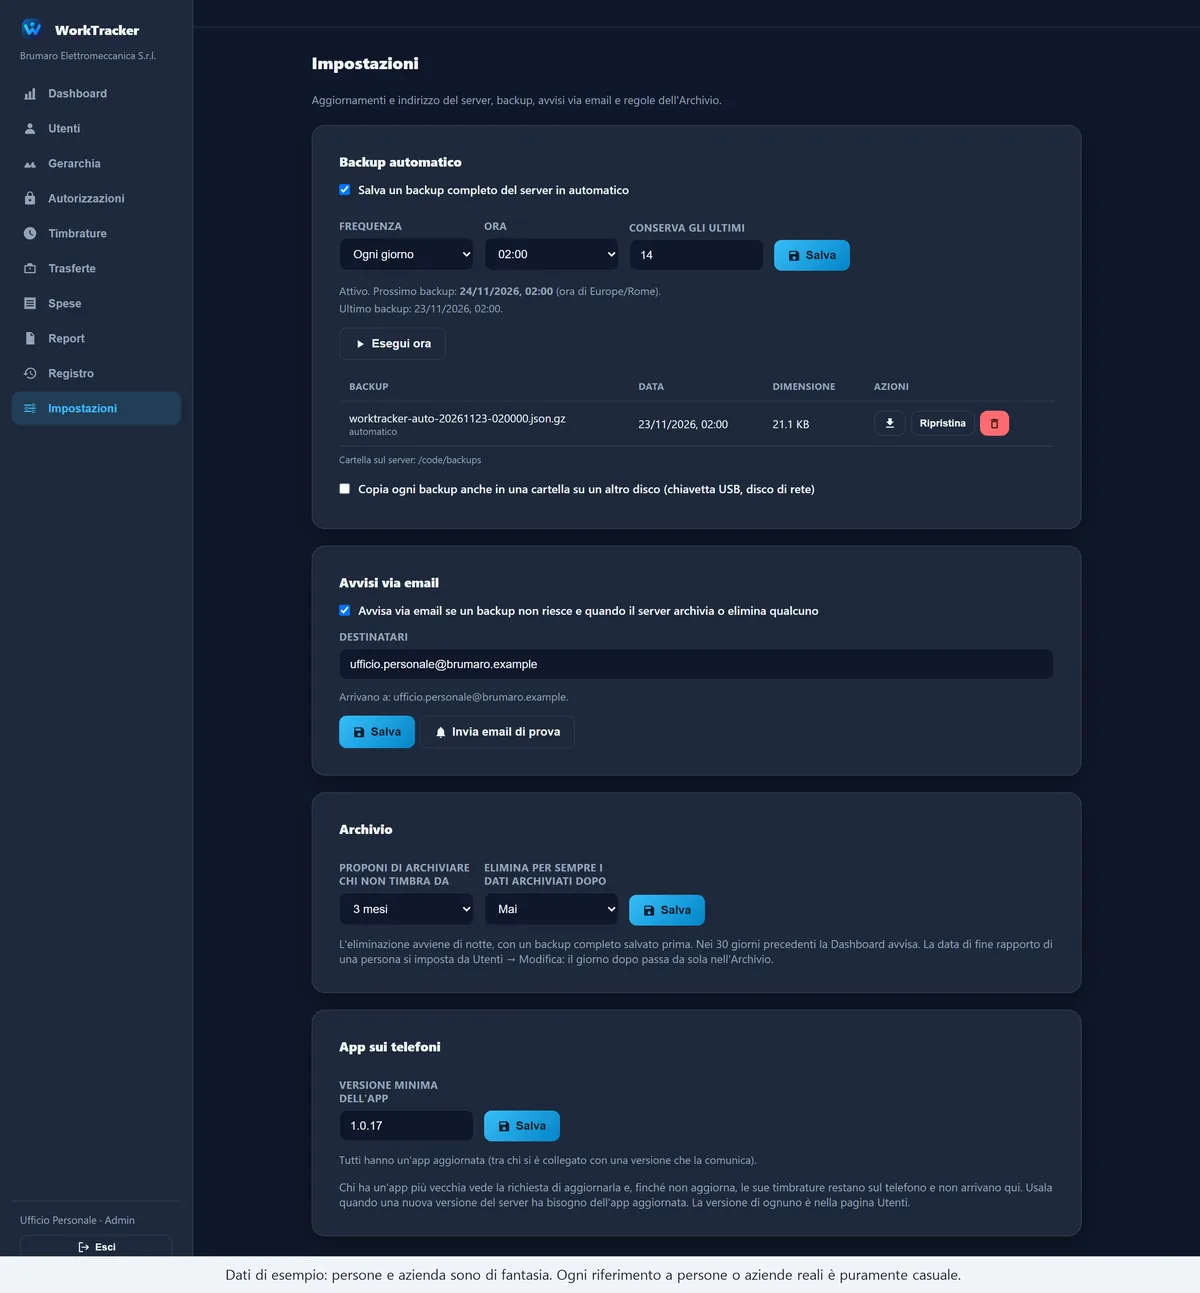 WorkTracker
Brumaro Elettromeccanica S.r.l.
Dashboard
Utenti
Gerarchia
Autorizzazioni
Timbrature
Trasferte
Spese
Report
Registro
Impostazioni
Ufficio Personale · Admin
Esci
Impostazioni
Aggiornamenti e indirizzo del server, backup, avvisi via email e regole dell'Archivio.
Backup automatico
Salva un backup completo del server in automatico
FREQUENZA ORA CONSERVA GLI ULTIMI
Ogni giorno 02:00 14 Salva
Attivo. Prossimo backup: 24/11/2026, 02:00 (ora di Europe/Rome).
Ultimo backup: 23/11/2026, 02:00.
Esegui ora
BACKUP DATA DIMENSIONE AZIONI
worktracker-auto-20261123-020000.json.gz 23/11/2026, 02:00 21.1 KB Ripristina
automatico
Cartella sul server: /code/backups
Copia ogni backup anche in una cartella su un altro disco (chiavetta USB, disco di rete)
Avvisi via email
Avvisa via email se un backup non riesce e quando il server archivia o elimina qualcuno
DESTINATARI
ufficio.personale@brumaro.example
Arrivano a: ufficio.personale@brumaro.example.
Salva Invia email di prova
Archivio
PROPONI DI ARCHIVIARE ELIMINA PER SEMPRE I
CHI NON TIMBRA DA DATI ARCHIVIATI DOPO
3 mesi Mai Salva
L'eliminazione avviene di notte, con un backup completo salvato prima. Nei 30 giorni precedenti la Dashboard avvisa. La data di fine rapporto di
una persona si imposta da Utenti → Modifica: il giorno dopo passa da sola nell'Archivio.
App sui telefoni
VERSIONE MINIMA
DELL'APP
1.0.17 Salva
Tutti hanno un'app aggiornata (tra chi si è collegato con una versione che la comunica).
Chi ha un'app più vecchia vede la richiesta di aggiornarla e, finché non aggiorna, le sue timbrature restano sul telefono e non arrivano qui. Usala
quando una nuova versione del server ha bisogno dell'app aggiornata. La versione di ognuno è nella pagina Utenti.
Dati di esempio: persone e azienda sono di fantasia. Ogni riferimento a persone o aziende reali è puramente casuale.